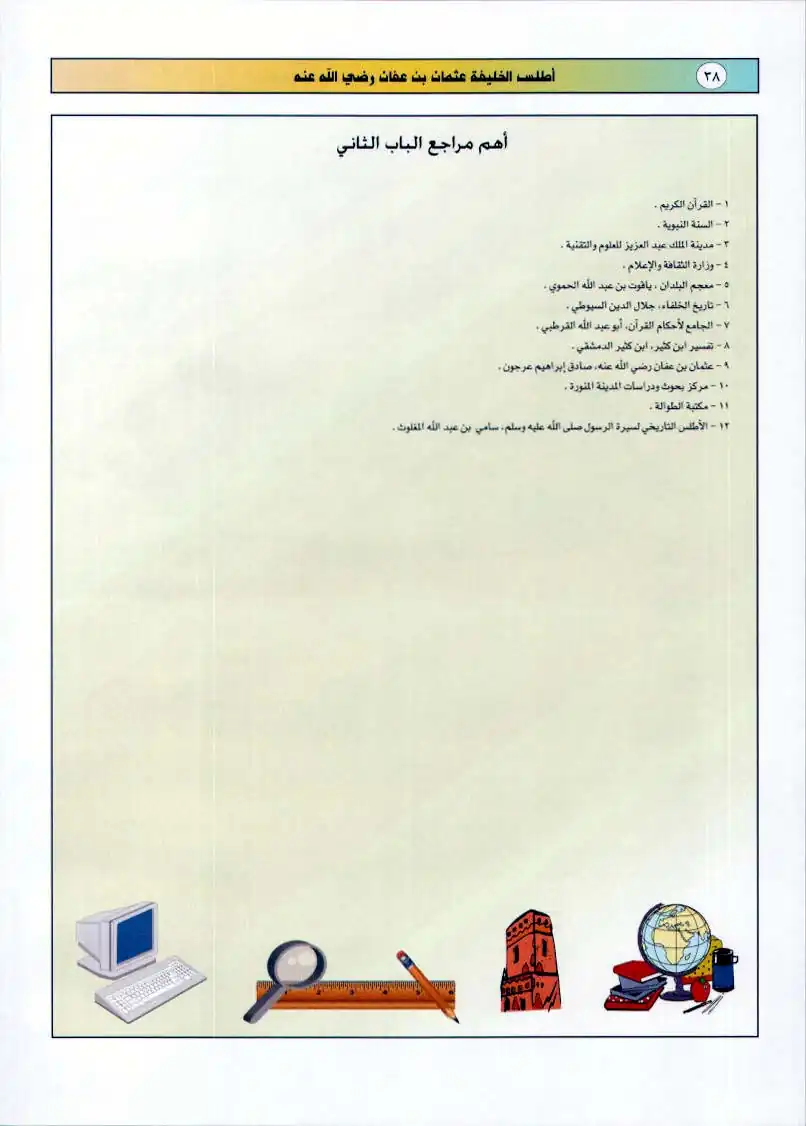 ٣٨
أطلس الخليفة عثمان بن عفان رضي الله عنه
أهم مراجع الباب الثاني
١ - القرآن الكريم .
٢ - السنة النبوية .
٣ - مدينة الملك عبد العزيز للعلوم والتقنية .
٤ - وزارة الثقافة والإعلام .
٥ - معجم البلدان ، ياقوت بن عبد الله الحموي .
٦ - تاريخ الخلفاء، جلال الدين السيوطي .
٧ - الجامع لأحكام القرآن، أبو عبد الله القرطبي .
٨ - تفسير ابن كثير، ابن كثير الدمشقي .
٩ - عثمان بن عفان رضي الله عنه، صادق إبراهيم عرجون .
١٠ - مركز بحوث ودراسات المدينة المنورة .
١١ - مكتبة الطوالة .
١٢ - الأطلس التاريخي لسيرة الرسول صلى الله عليه وسلم، سامي بن عبد الله المغلوث .